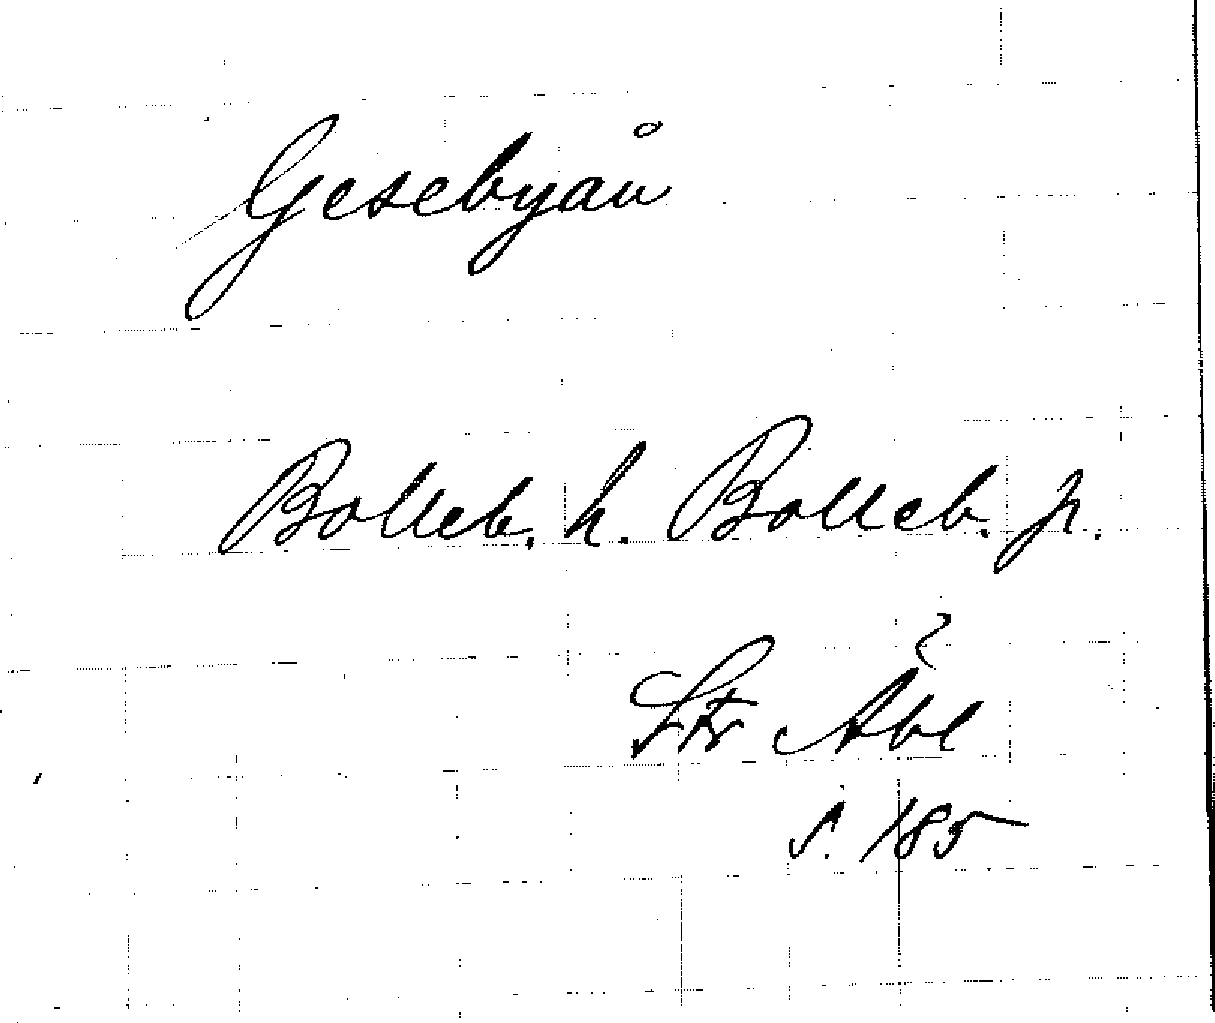 Gesebyån
Bolleb. h. Bolleb. p.
Str Åbl
s. 185